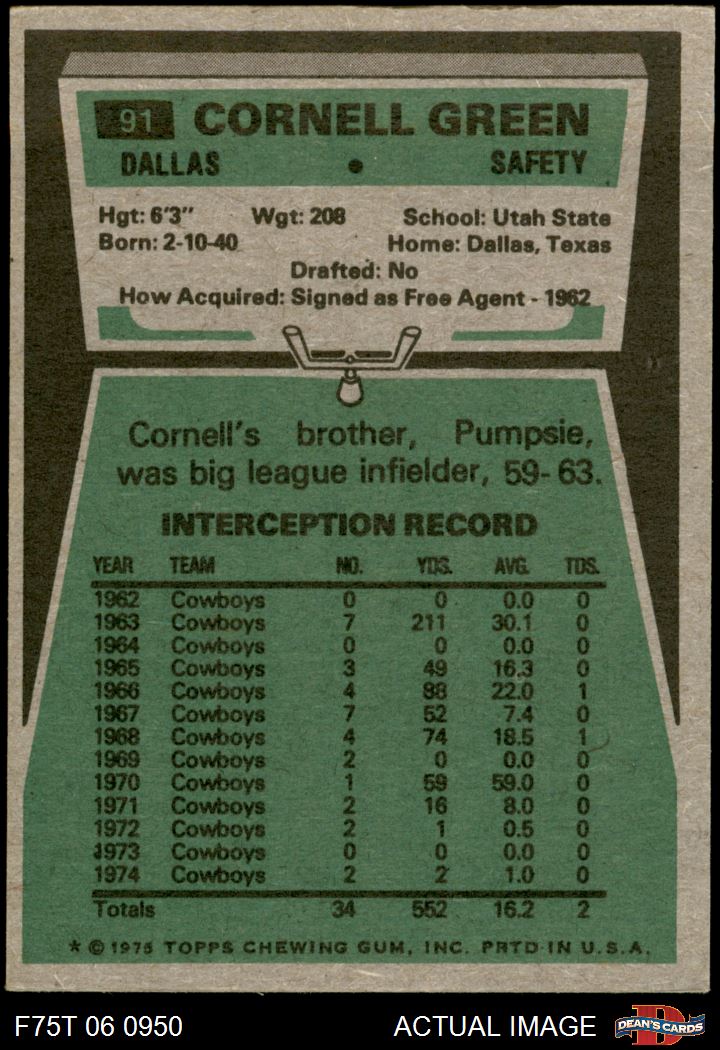 91 CORNELL GREEN
DALLAS • SAFETY
Hgt: 6'3" Wgt: 208 School: Utah State
Born: 2-10-40 Home: Dallas, Texas
Drafted: No
How Acquired: Signed as Free Agent - 1962
Cornell's brother, Pumpsie,
was big league infielder, 59-63.
INTERCEPTION RECORD
YEAR TEAM NO. YDS. AVG. TDS.
1962 Cowboys 0 0 0.0 0
1963 Cowboys 7 211 30.1 0
1964 Cowboys 0 0 0.0 0
1965 Cowboys 3 49 16.3 0
1966 Cowboys 4 88 22.0 1
1967 Cowboys 7 52 7.4 0
1968 Cowboys 4 74 18.5 1
1969 Cowboys 2 0 0.0 0
1970 Cowboys 1 59 59.0 0
1971 Cowboys 2 16 8.0 0
1972 Cowboys 2 1 0.5 0
1973 Cowboys 0 0 0.0 0
1974 Cowboys 2 2 1.0 0
Totals 34 552 16.2 2
* © 1975 TOPPS CHEWING GUM, INC. PRTD·IN U.S.A.
F75T 06 0950 ACTUAL IMAGE D DEAN'S CARDS